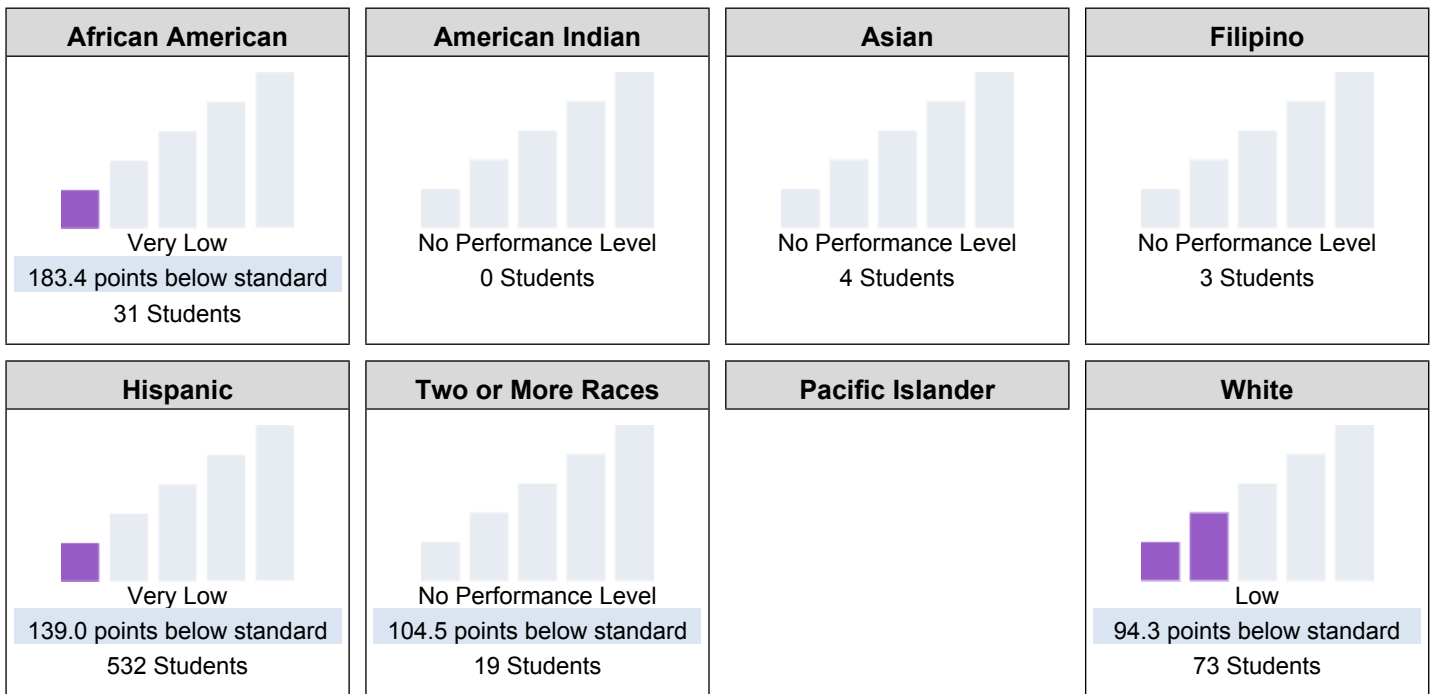 African American
Very Low
183.4 points below standard
31 Students
American Indian
No Performance Level
0 Students
Asian
No Performance Level
4 Students
Filipino
No Performance Level
3 Students
Hispanic
Very Low
139.0 points below standard
532 Students
Two or More Races
No Performance Level
104.5 points below standard
19 Students
Pacific Islander
White
Low
94.3 points below standard
73 Students